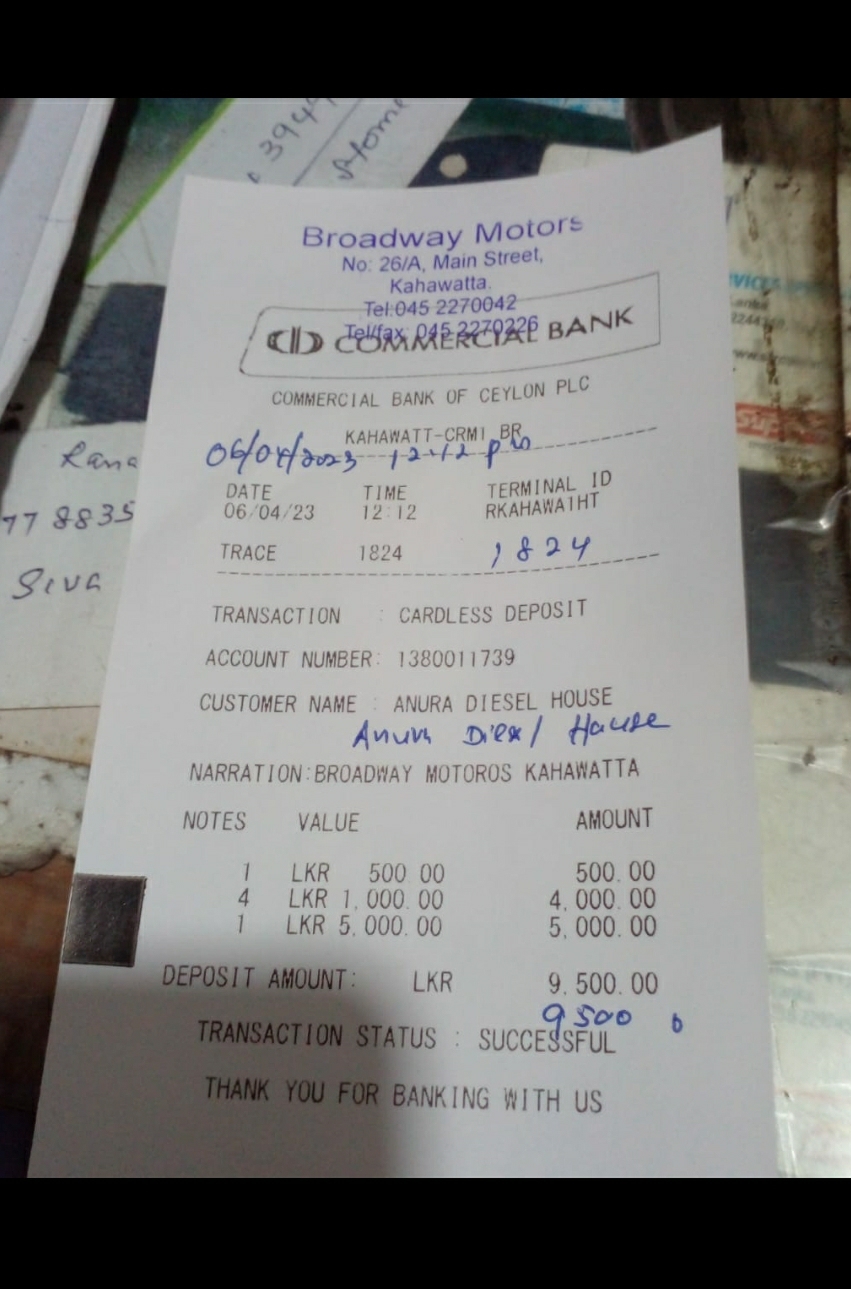 3944
Home
Broadway Motors
No: 26/A, Main Street,
Kahawatta.
Tel:045 2270042
Tel/fax: 045 2270226
COMMERCIAL BANK
COMMERCIAL BANK OF CEYLON PLC
KAHAWATT-CRM1 BR
06/04/2023 12.12 pm
DATE TIME TERMINAL ID
06/04/23 12:12 RKAHAWA1HT
TRACE 1824 1824
TRANSACTION : CARDLESS DEPOSIT
ACCOUNT NUMBER: 1380011739
CUSTOMER NAME : ANURA DIESEL HOUSE
Anura Diesel House
NARRATION:BROADWAY MOTOROS KAHAWATTA
NOTES VALUE AMOUNT
1 LKR 500.00 500.00
4 LKR 1,000.00 4,000.00
1 LKR 5,000.00 5,000.00
DEPOSIT AMOUNT: LKR 9,500.00
9500
TRANSACTION STATUS : SUCCESSFUL
THANK YOU FOR BANKING WITH US
Rana
77 8835
Siva